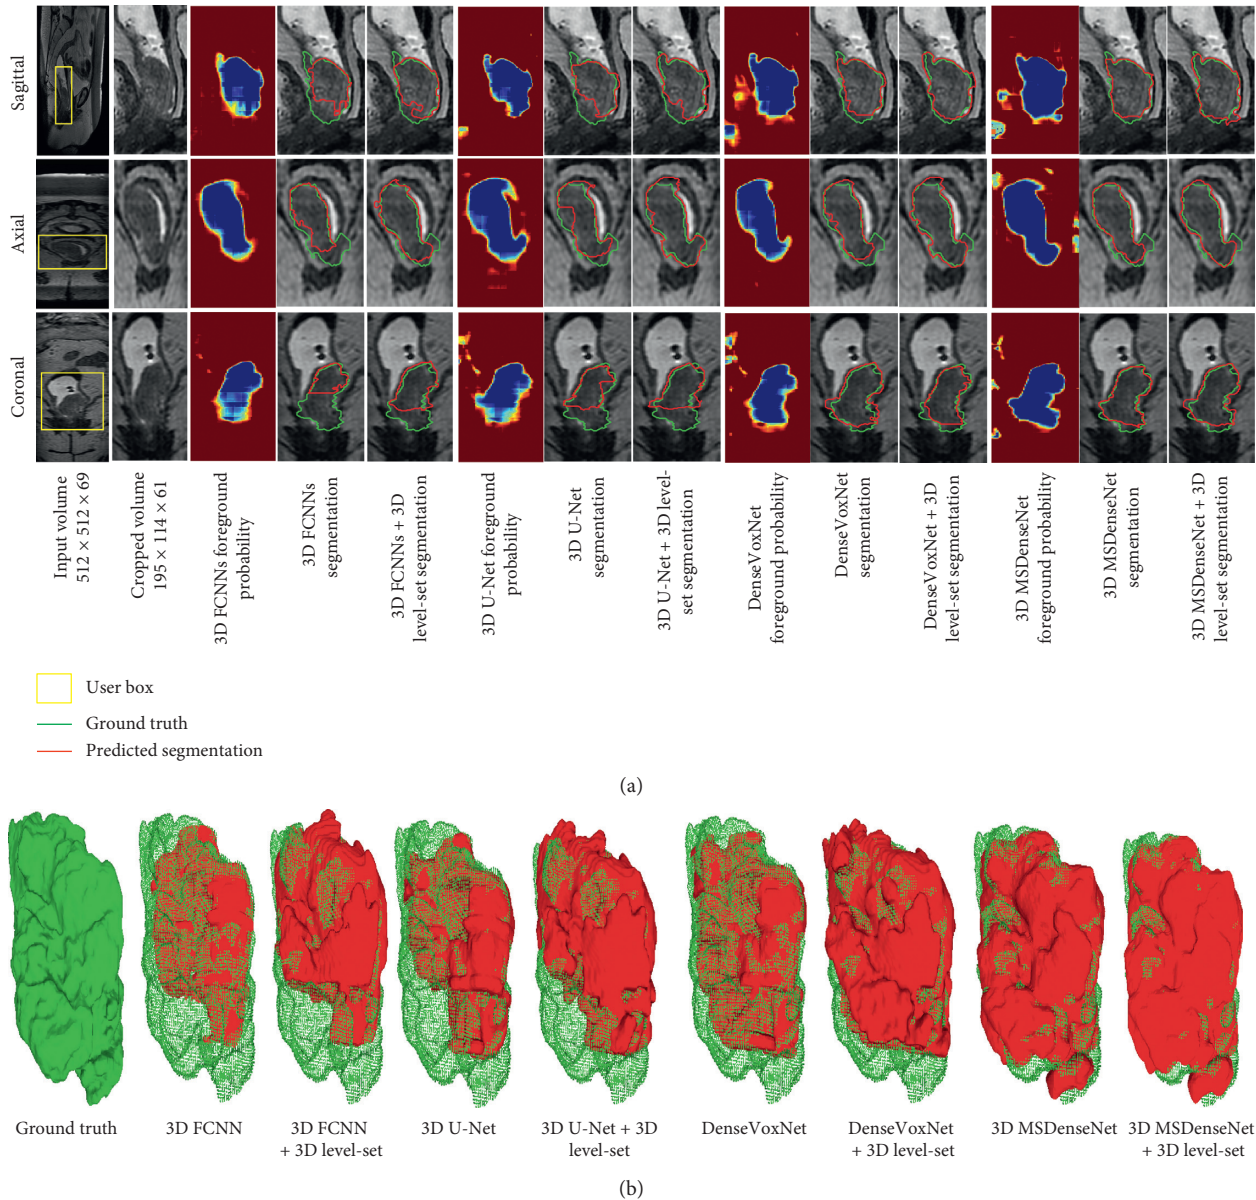 Sagittal
Axial
Coronal
Input volume
512 × 512 × 69
Cropped volume
195 × 114 × 61
3D FCNNs foreground
probability
3D FCNNs
segmentation
3D FCNNs + 3D
level-set segmentation
3D U-Net foreground
probability
3D U-Net
segmentation
3D U-Net + 3D level-
set segmentation
DenseVoxNet
foreground probability
DenseVoxNet
segmentation
DenseVoxNet + 3D
level-set segmentation
3D MSDenseNet
foreground probability
3D MSDenseNet
segmentation
3D MSDenseNet + 3D
level-set segmentation
User box
Ground truth
Predicted segmentation
(a)
Ground truth
3D FCNN
3D FCNN
+ 3D level-set
3D U-Net
3D U-Net + 3D
level-set
DenseVoxNet
DenseVoxNet
+ 3D level-set
3D MSDenseNet
3D MSDenseNet
+ 3D level-set
(b)